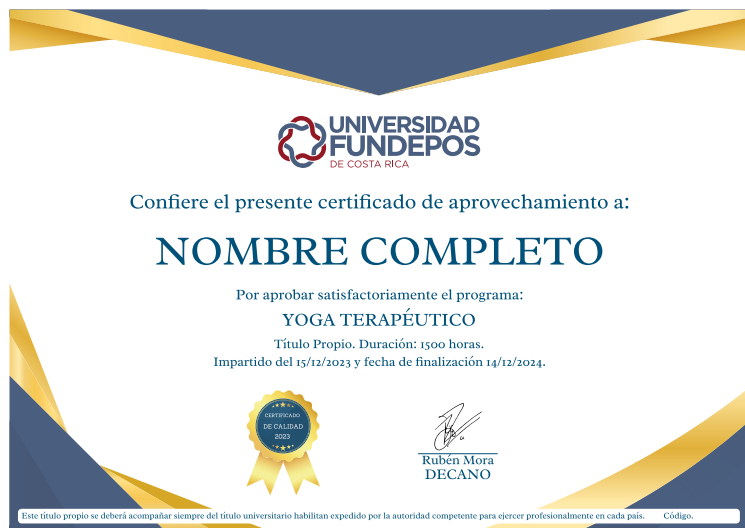 UNIVERSIDAD
FUNDEPOS
DE COSTA RICA
Confiere el presente certificado de aprovechamiento a:
NOMBRE COMPLETO
Por aprobar satisfactoriamente el programa:
YOGA TERAPÉUTICO
Título Propio. Duración: 1500 horas.
Impartido del 15/12/2023 y fecha de finalización 14/12/2024.
CERTIFICADO
DE CALIDAD
2023
Rubén Mora
DECANO
Este título propio se deberá acompañar siempre del título universitario habilitan expedido por la autoridad competente para ejercer profesionalmente en cada país. Código.